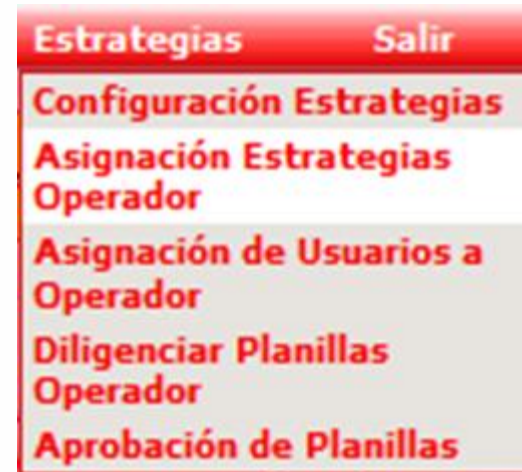 Estrategias Salir
Configuración Estrategias
Asignación Estrategias
Operador
Asignación de Usuarios a
Operador
Diligenciar Planillas
Operador
Aprobación de Planillas